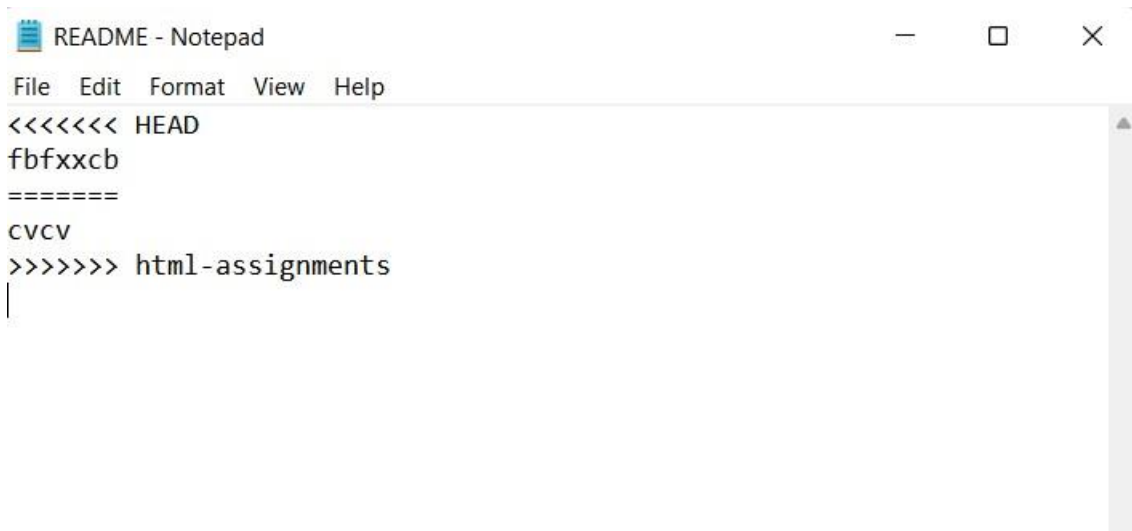 README - Notepad
File Edit Format View Help
<<<<<<< HEAD
fbfxxcb
=======
cvcv
>>>>>>> html-assignments